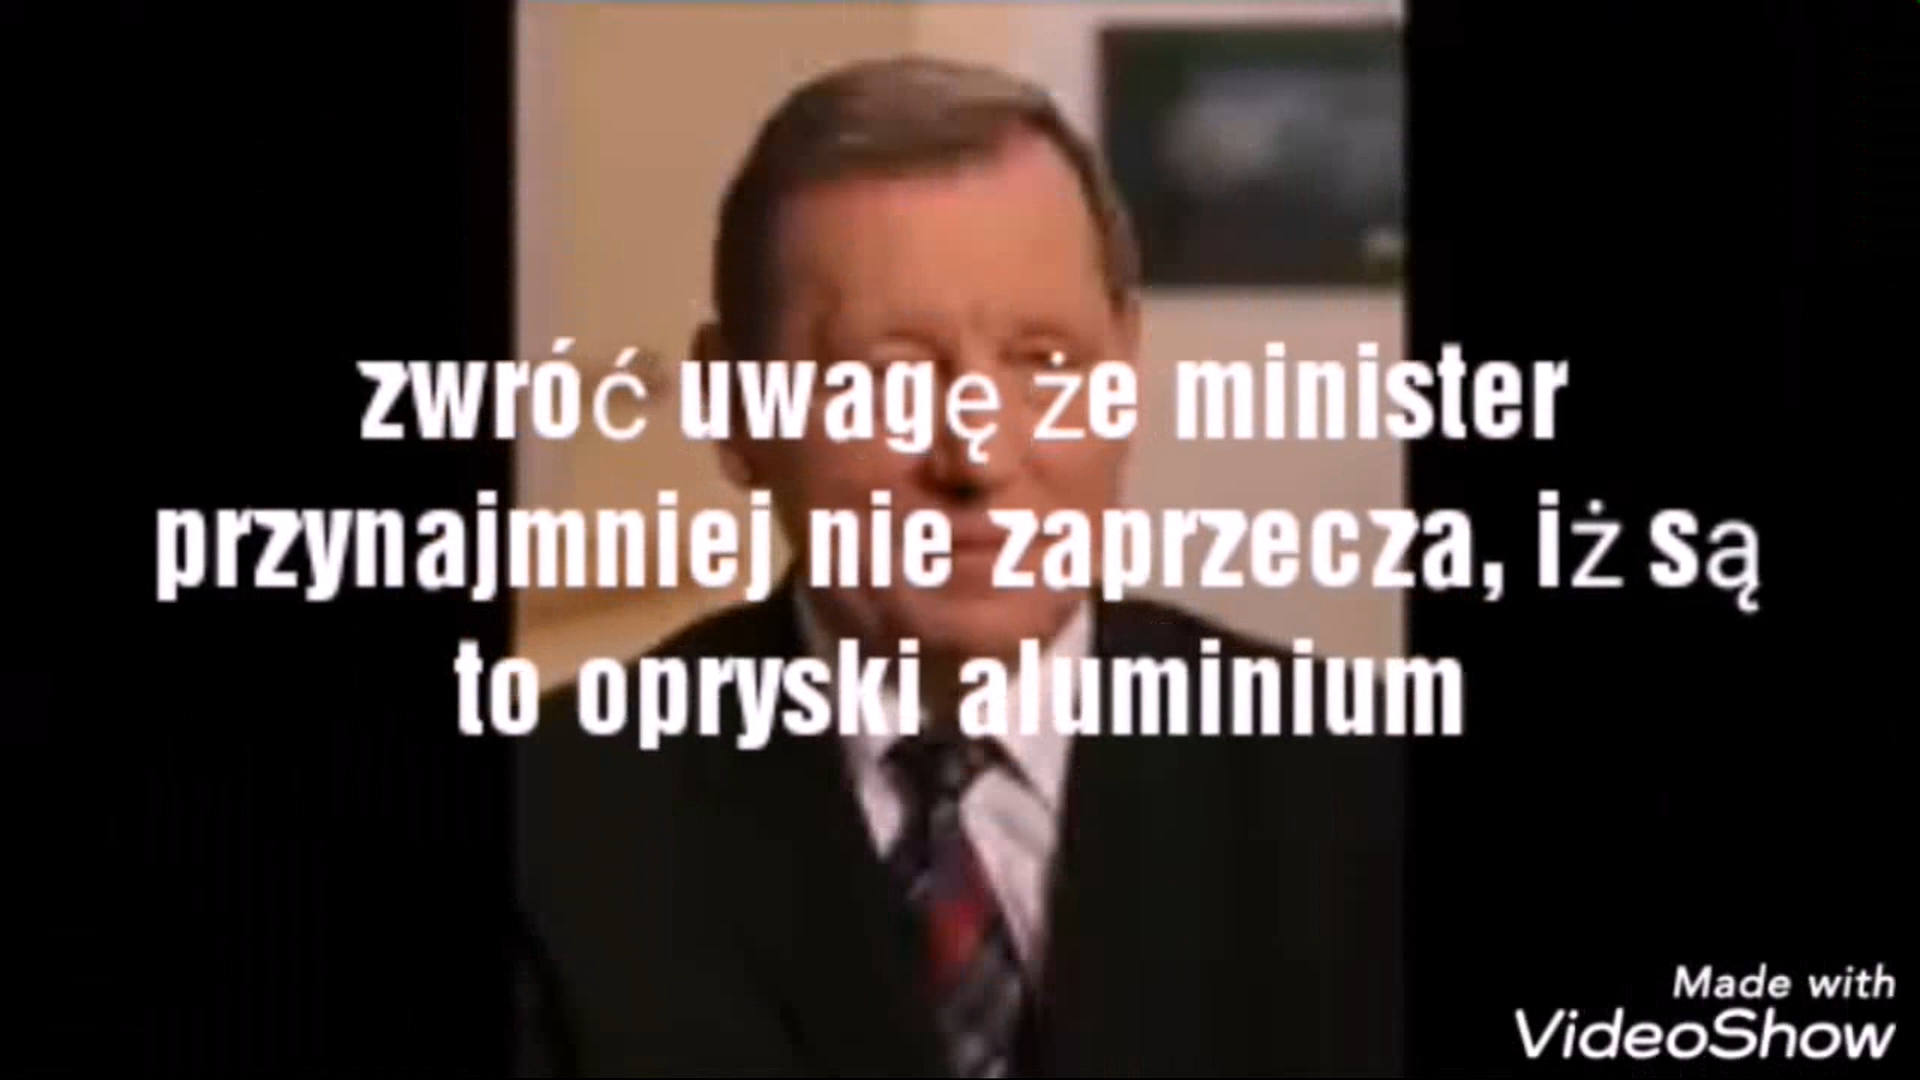 zwróć uwagę że minister
przynajmniej nie zaprzecza, iż są
to opryski aluminium
Made with
VideoShow